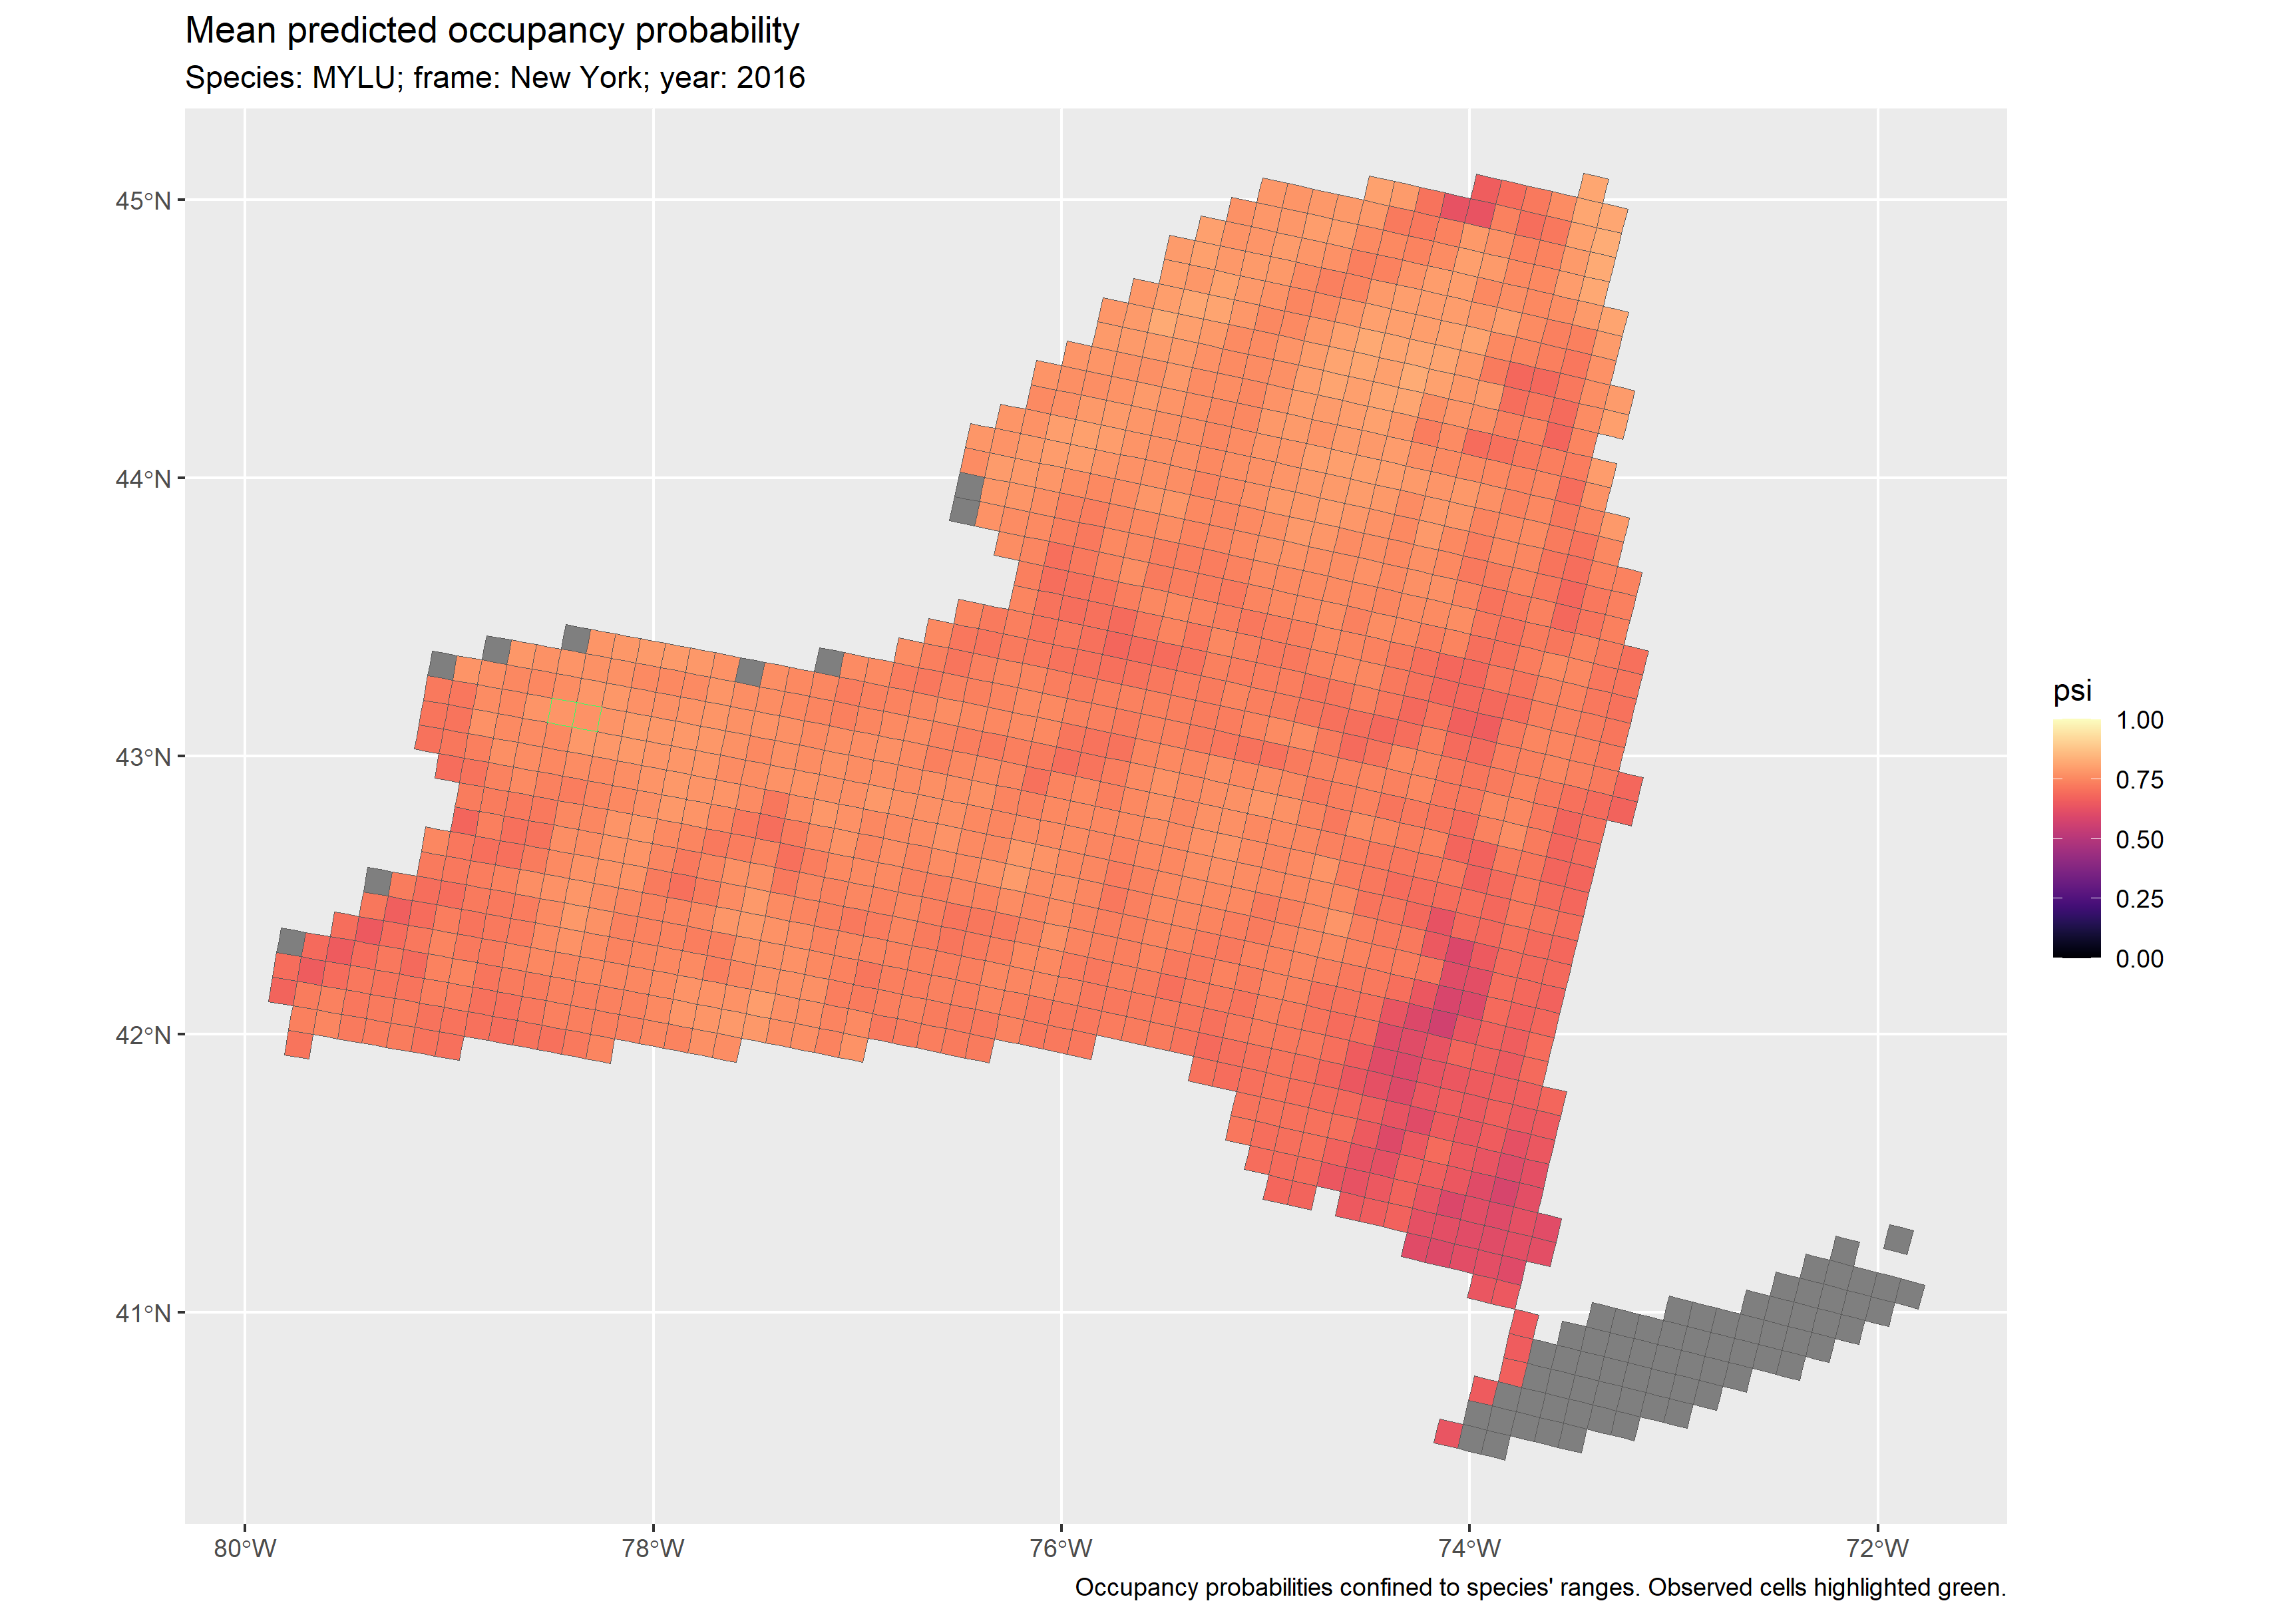 Mean predicted occupancy probability
Species: MYLU; frame: New York; year: 2016
45°N
44°N
43°N
42°N
41°N
80°W
78°W
76°W
74°W
72°W
psi
1.00
0.75
0.50
0.25
0.00
Occupancy probabilities confined to species' ranges. Observed cells highlighted green.